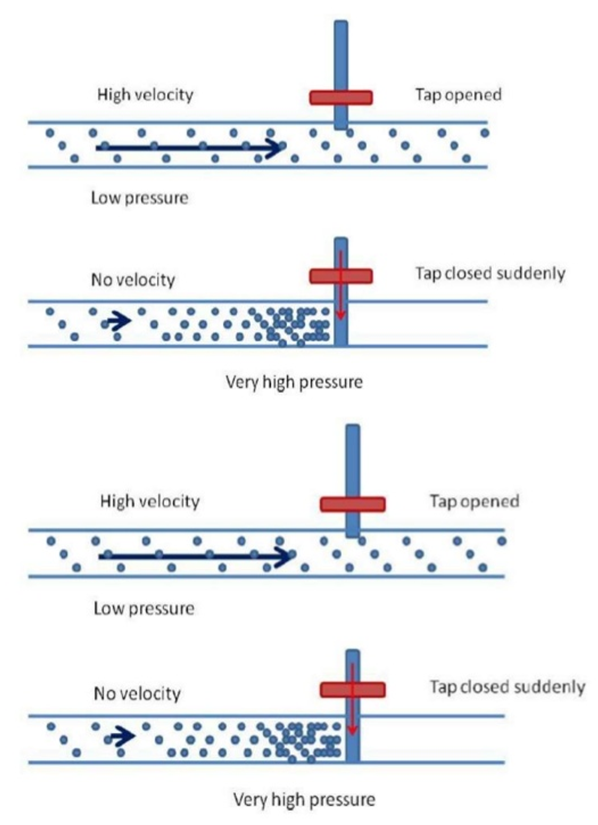 High velocity
Tap opened
Low pressure
No velocity
Tap closed suddenly
Very high pressure
High velocity
Tap opened
Low pressure
No velocity
Tap closed suddenly
Very high pressure